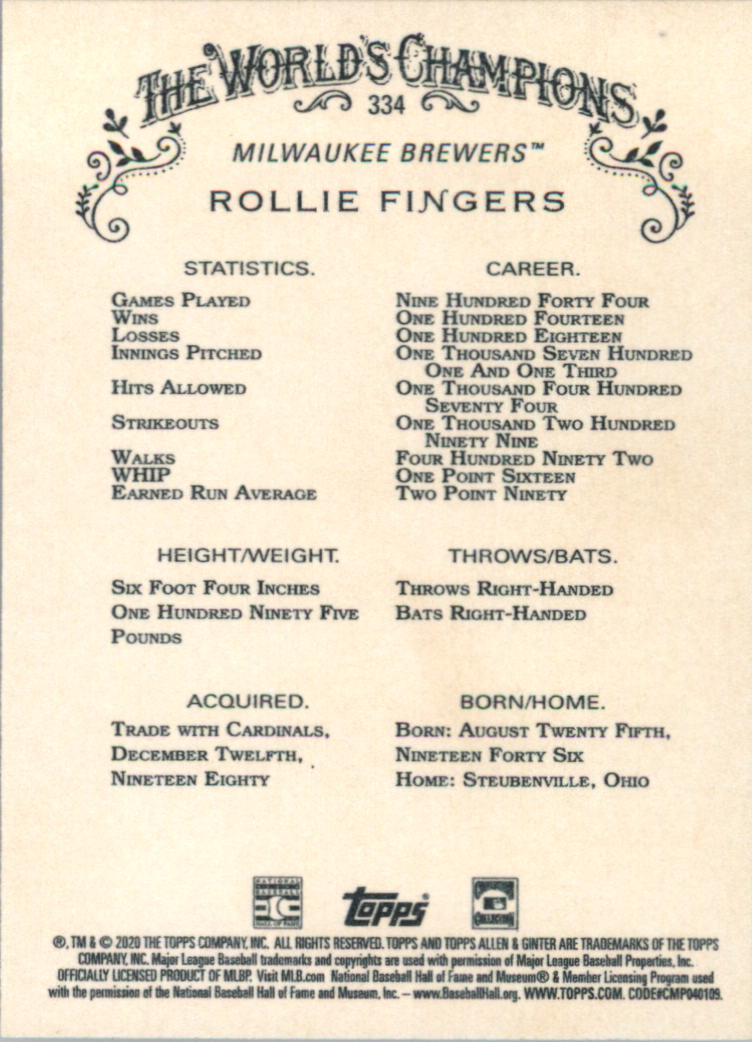 THE WORLD'S CHAMPIONS
334
MILWAUKEE BREWERS™
ROLLIE FINGERS
STATISTICS. CAREER.
GAMES PLAYED NINE HUNDRED FORTY FOUR
WINS ONE HUNDRED FOURTEEN
LOSSES ONE HUNDRED EIGHTEEN
INNINGS PITCHED ONE THOUSAND SEVEN HUNDRED
ONE AND ONE THIRD
HITS ALLOWED ONE THOUSAND FOUR HUNDRED
SEVENTY FOUR
STRIKEOUTS ONE THOUSAND TWO HUNDRED
NINETY NINE
WALKS FOUR HUNDRED NINETY TWO
WHIP ONE POINT SIXTEEN
EARNED RUN AVERAGE TWO POINT NINETY
HEIGHT/WEIGHT.
SIX FOOT FOUR INCHES
ONE HUNDRED NINETY FIVE
POUNDS
THROWS/BATS.
THROWS RIGHT-HANDED
BATS RIGHT-HANDED
ACQUIRED.
TRADE WITH CARDINALS,
DECEMBER TWELFTH,
NINETEEN EIGHTY
BORN/HOME.
BORN: AUGUST TWENTY FIFTH,
NINETEEN FORTY SIX
HOME: STEUBENVILLE, OHIO
NATIONAL
BASEBALL
HALL OF FAME
topps®
COOPERSTOWN
COLLECTION
®, TM & © 2020 THE TOPPS COMPANY, INC. ALL RIGHTS RESERVED. TOPPS AND TOPPS ALLEN & GINTER ARE TRADEMARKS OF THE TOPPS
COMPANY, INC. Major League Baseball trademarks and copyrights are used with permission of Major League Baseball Properties, Inc.
OFFICIALLY LICENSED PRODUCT OF MLBP. Visit MLB.com National Baseball Hall of Fame and Museum® & Member Licensing Program used
with the permission of the National Baseball Hall of Fame and Museum, Inc. – www.BaseballHall.org. WWW.TOPPS.COM. CODE#CMP040109.